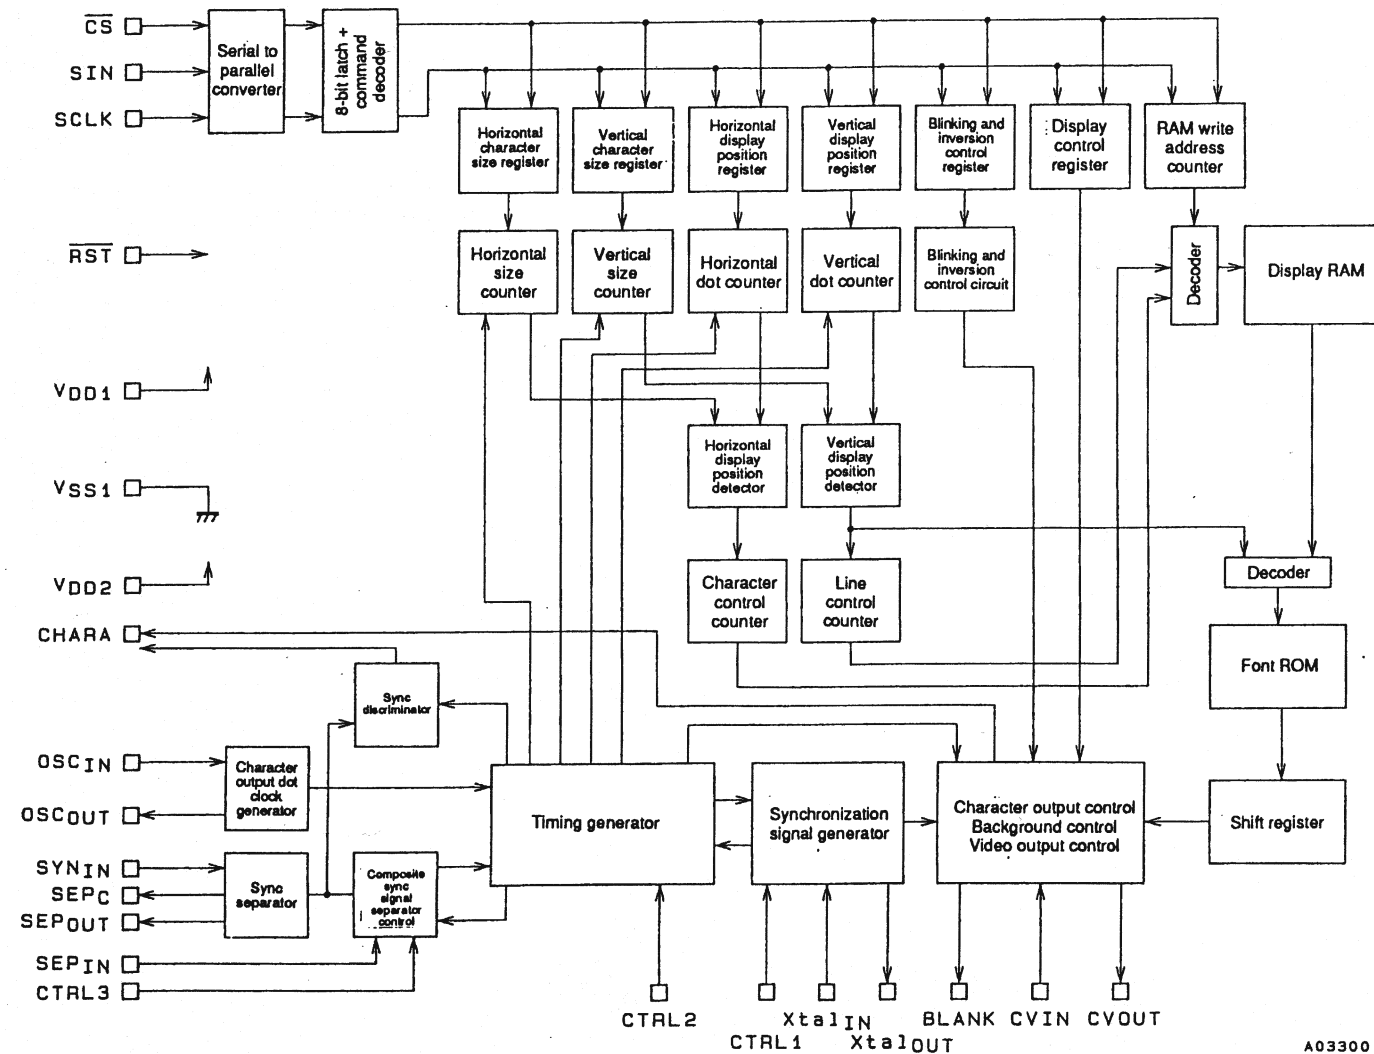 CS
SIN
SCLK
Serial to
parallel
converter
8-bit latch +
command
decoder
Horizontal
character
size register
Vertical
character
size register
Horizontal
display
position
register
Vertical
display
position
register
Blinking and
inversion
control
register
Display
control
register
RAM write
address
counter
RST
Horizontal
size
counter
Vertical
size
counter
Horizontal
dot counter
Vertical
dot counter
Blinking and
inversion
control circuit
Decoder
Display RAM
VDD1
VSS1
VDD2
Horizontal
display
position
detector
Vertical
display
position
detector
Character
control
counter
Line
control
counter
Decoder
Font ROM
CHARA
Sync
discriminator
OSCIN
OSCOUT
Character
output dot
clock
generator
Timing generator
Synchronization
signal generator
Character output control
Background control
Video output control
Shift register
SYNIN
SEPC
SEPOUT
Sync
separator
Composite
sync
signal
separator
control
SEPIN
CTRL3
CTRL2
CTRL1
XtalIN
XtalOUT
BLANK
CVIN
CVOUT
A03300